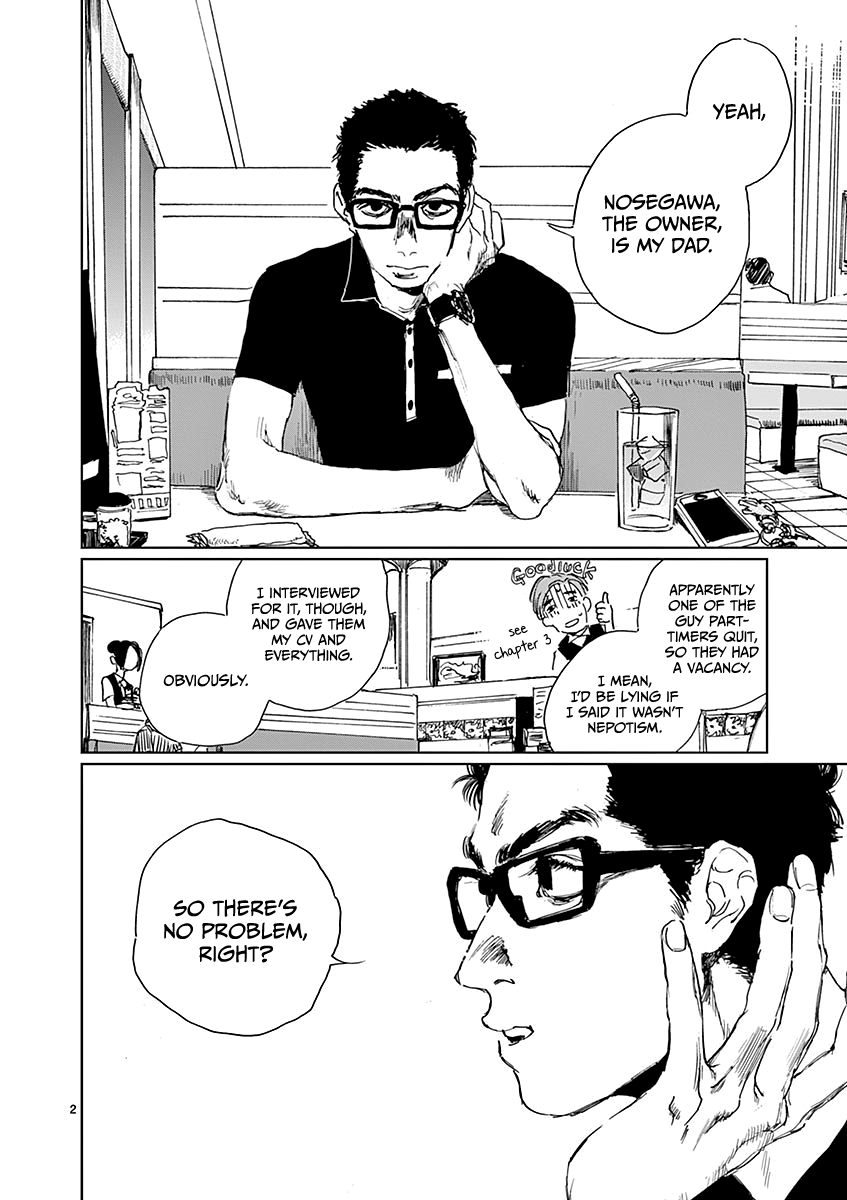 YEAH,
NOSEGAWA,
THE OWNER,
IS MY DAD.
APPARENTLY
ONE OF THE
GUY PART-
TIMERS QUIT,
SO THEY HAD
A VACANCY.
I MEAN,
I'D BE LYING IF
I SAID IT WASN'T
NEPOTISM.
Goodluck
see
chapter 3
I INTERVIEWED
FOR IT, THOUGH,
AND GAVE THEM
MY CV AND
EVERYTHING.
OBVIOUSLY.
SO THERE'S
NO PROBLEM,
RIGHT?
2